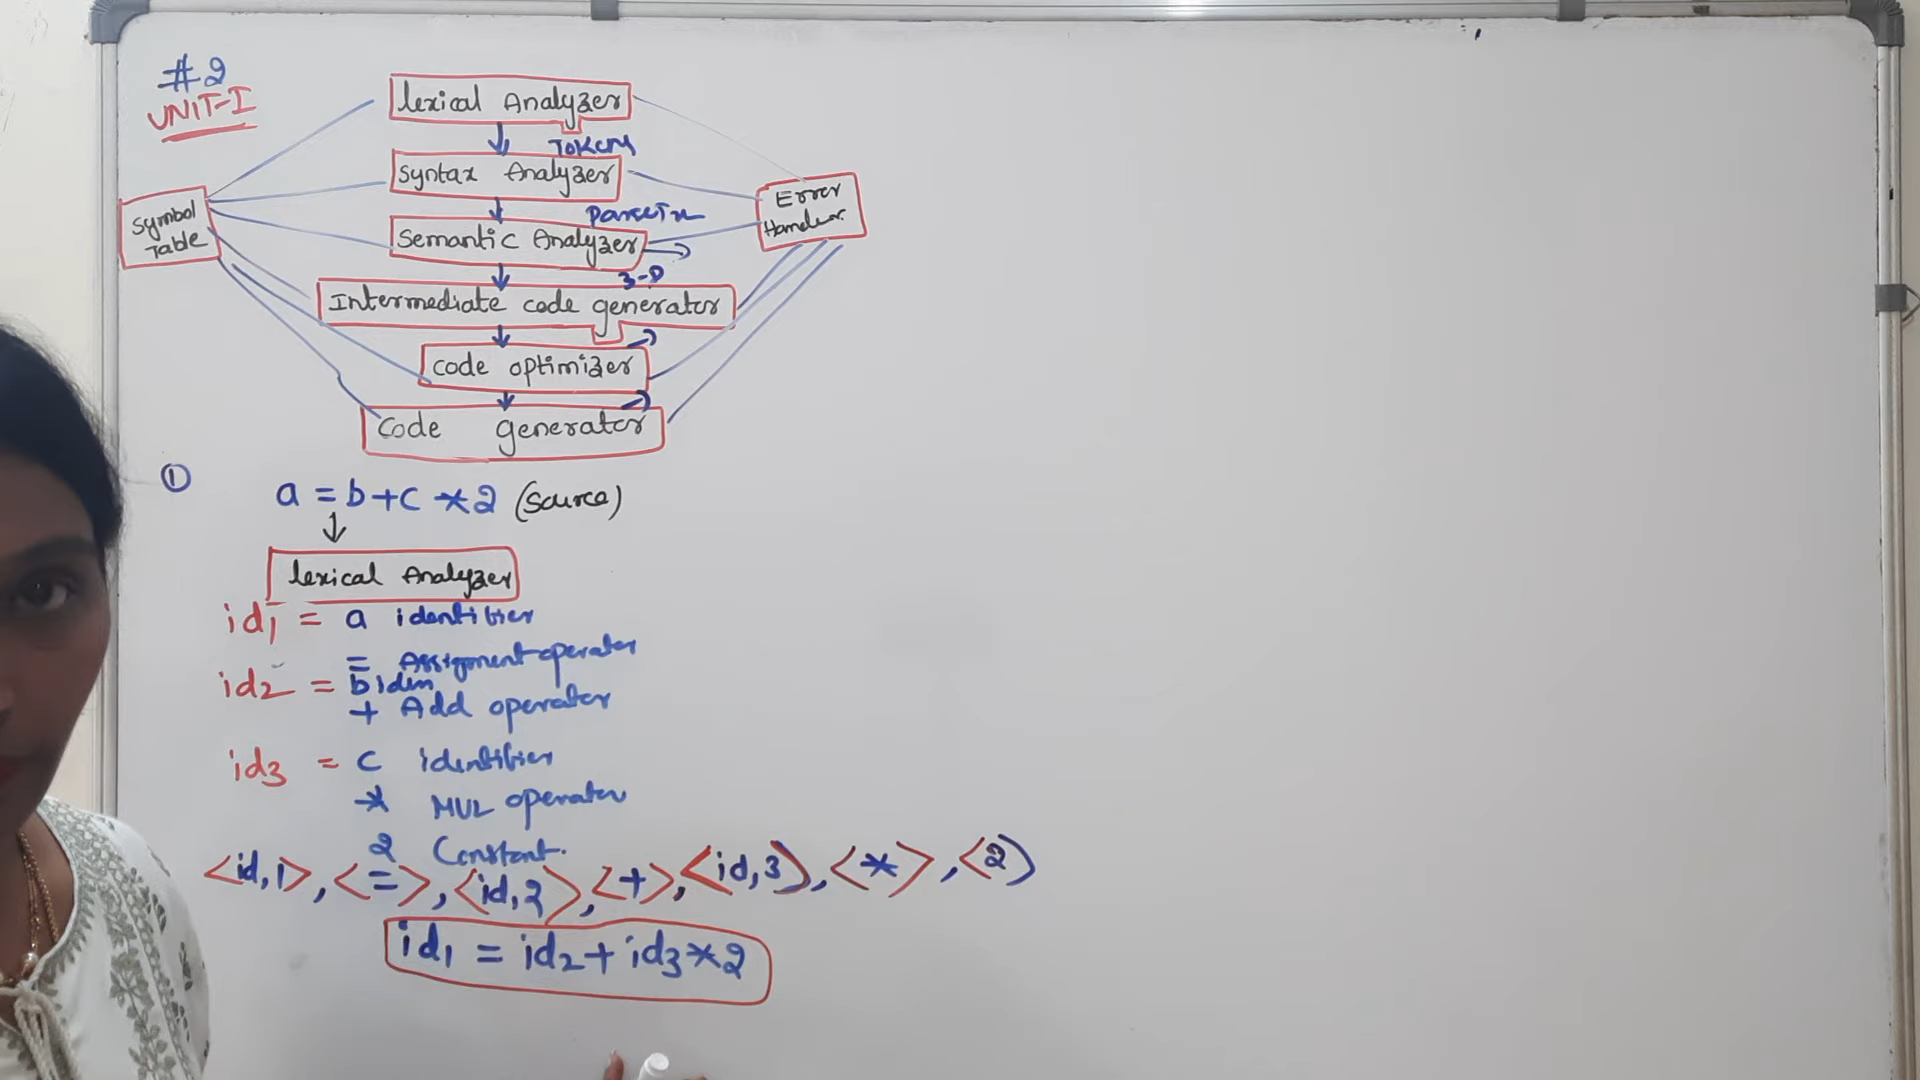 #2
UNIT-I
lexical Analyzer
Tokens
Syntax Analyzer
Semantic Analyzer
Symbol Table
Error Handler
3-D
Intermediate code generator
code optimizer
Code generator
①
a = b + c * 2 (Source)
lexical Analyzer
id1 = a identifier
= Assignment operator
id2 = b iden
+ Add operator
id3 = c identifier
* MUL operator
2 Constant.
<id,1>, <=>, <id,2>, <+>, <id,3>, <*>, <2>
id1 = id2 + id3 * 2